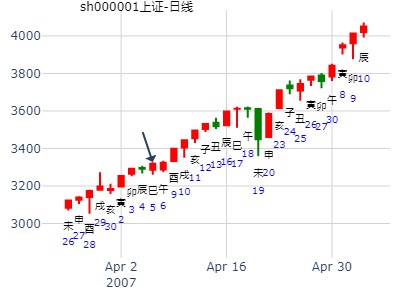 sh000001上证-日线
4000
3800
3600
3400
3200
3000
未
26
申
27
酉
28
戌
29
亥
30
寅
2
卯
3
辰
4
巳
5
午
6
酉
9
戌
10
亥
11
子
12
丑
13
辰
16
巳
17
午
18
未
19
申
20
亥
23
子
24
丑
25
寅
26
卯
27
午
30
寅
8
卯
9
辰
10
Apr 2
2007
Apr 16
Apr 30